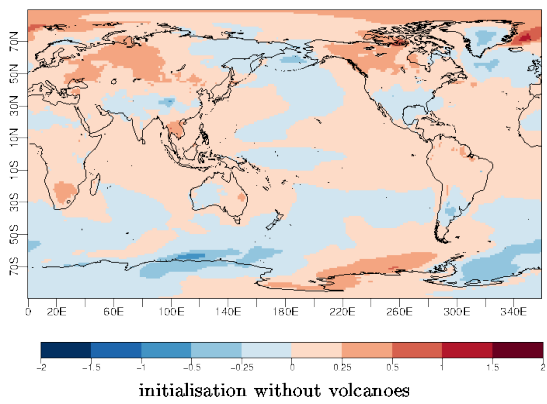 70N
50N
30N
10N
10S
30S
50S
70S
0 20E 60E 100E 140E 180E 220E 260E 300E 340E
-2 -1.5 -1 -0.5 -0.25 0 0.25 0.5 1 1.5 2
initialisation without volcanoes